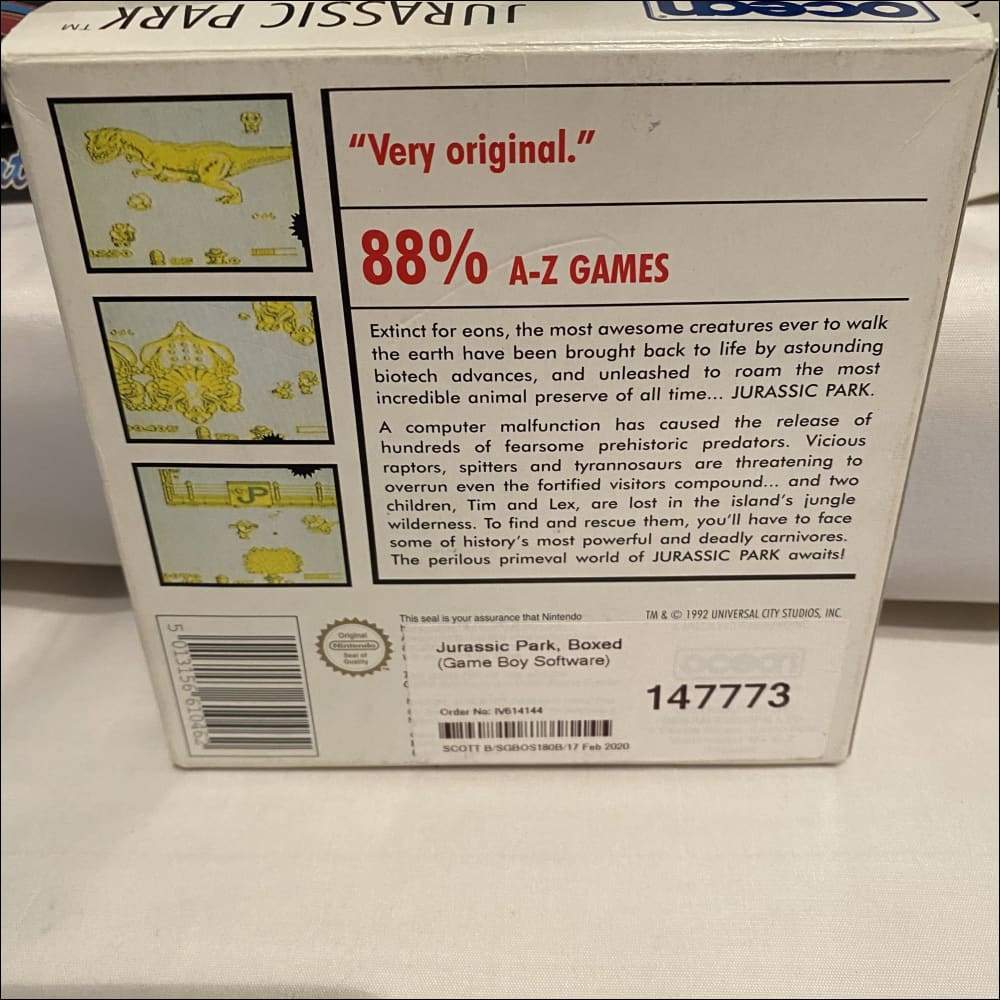 JURASSIC PARK™
ocean
"Very original."
88% A-Z GAMES
Extinct for eons, the most awesome creatures ever to walk
the earth have been brought back to life by astounding
biotech advances, and unleashed to roam the most
incredible animal preserve of all time... JURASSIC PARK.
A computer malfunction has caused the release of
hundreds of fearsome prehistoric predators. Vicious
raptors, spitters and tyrannosaurs are threatening to
overrun even the fortified visitors compound... and two
children, Tim and Lex, are lost in the island's jungle
wilderness. To find and rescue them, you'll have to face
some of history's most powerful and deadly carnivores.
The perilous primeval world of JURASSIC PARK awaits!
JP
5 013156 610462
Original
Nintendo
Seal of
Quality
This seal is your assurance that Nintendo
TM & © 1992 UNIVERSAL CITY STUDIOS, INC.
Jurassic Park, Boxed
(Game Boy Software)
147773
Order No: IV614144
SCOTT B/SGBOS180B/17 Feb 2020